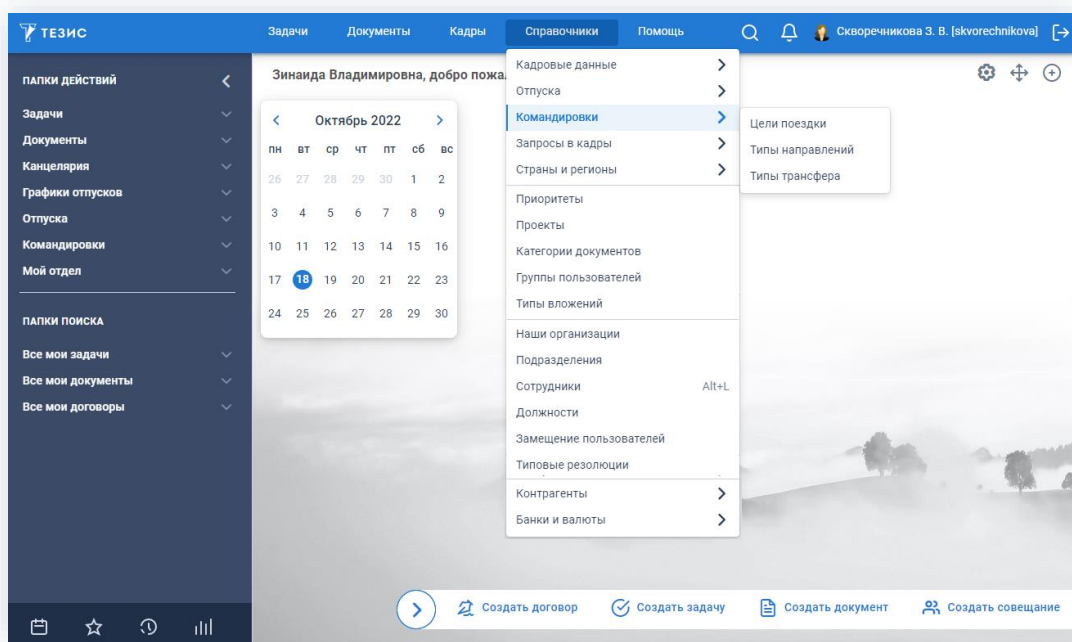 ТЕЗИС
Задачи Документы Кадры Справочники Помощь Скворечникова З. В. [skvorechnikova]
ПАПКИ ДЕЙСТВИЙ
Задачи
Документы
Канцелярия
Графики отпусков
Отпуска
Командировки
Мой отдел
ПАПКИ ПОИСКА
Все мои задачи
Все мои документы
Все мои договоры
Зинаида Владимировна, добро пожа
Октябрь 2022
пн вт ср чт пт сб вс
26 27 28 29 30 1 2
3 4 5 6 7 8 9
10 11 12 13 14 15 16
17 18 19 20 21 22 23
24 25 26 27 28 29 30
Кадровые данные
Отпуска
Командировки
Запросы в кадры
Страны и регионы
Приоритеты
Проекты
Категории документов
Группы пользователей
Типы вложений
Наши организации
Подразделения
Сотрудники Alt+L
Должности
Замещение пользователей
Типовые резолюции
Контрагенты
Банки и валюты
Цели поездки
Типы направлений
Типы трансфера
Создать договор Создать задачу Создать документ Создать совещание